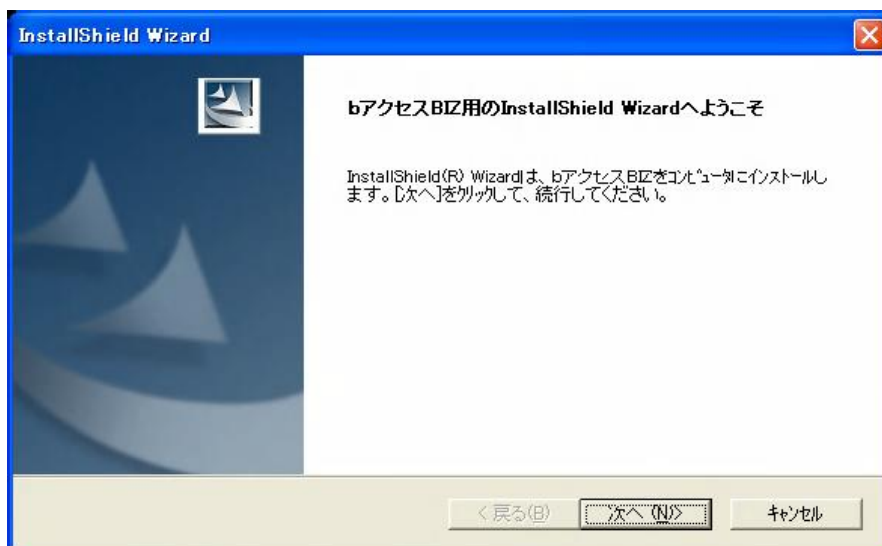 InstallShield Wizard
bアクセスBIZ用のInstallShield Wizardへようこそ
InstallShield(R) Wizardは、bアクセスBIZをコンピュータにインストールし
ます。[次へ]をクリックして、続行してください。
< 戻る(B)
次へ (N)>
キャンセル